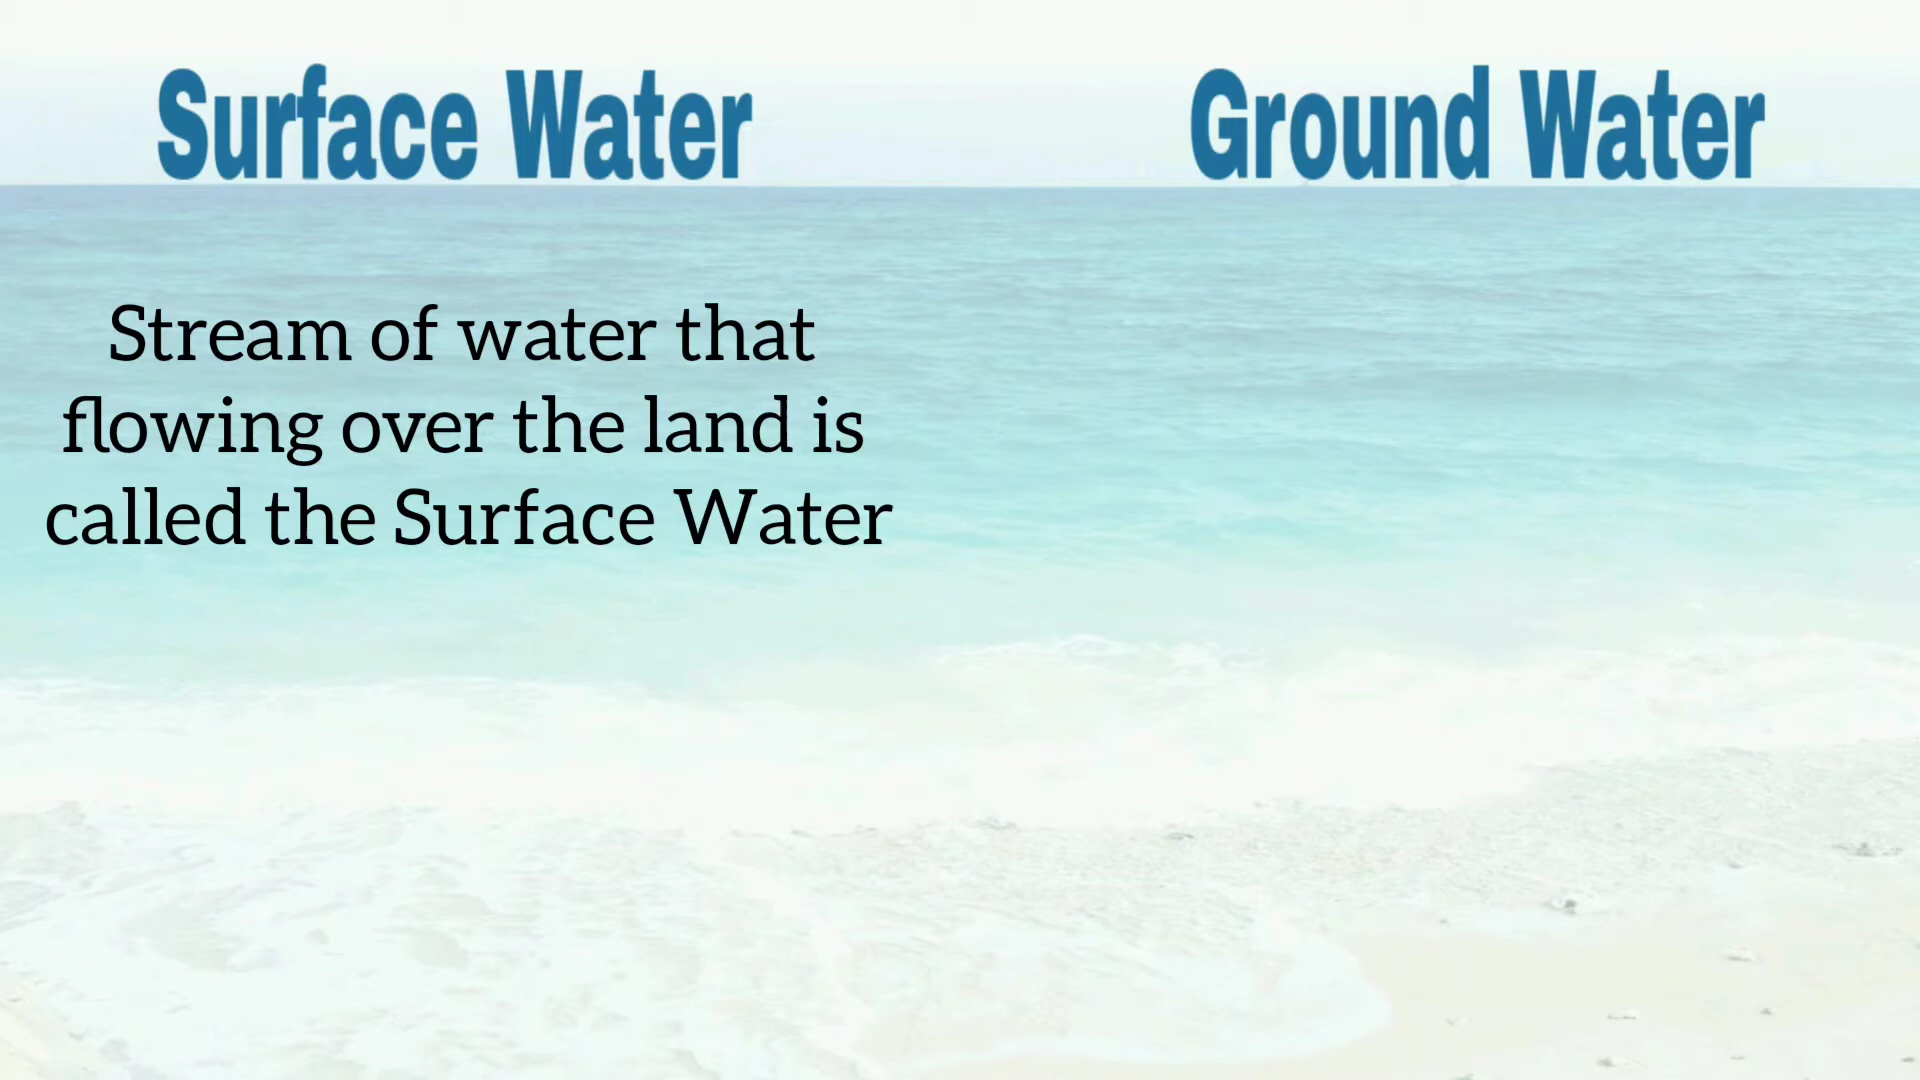 Surface Water
Ground Water
Stream of water that
flowing over the land is
called the Surface Water